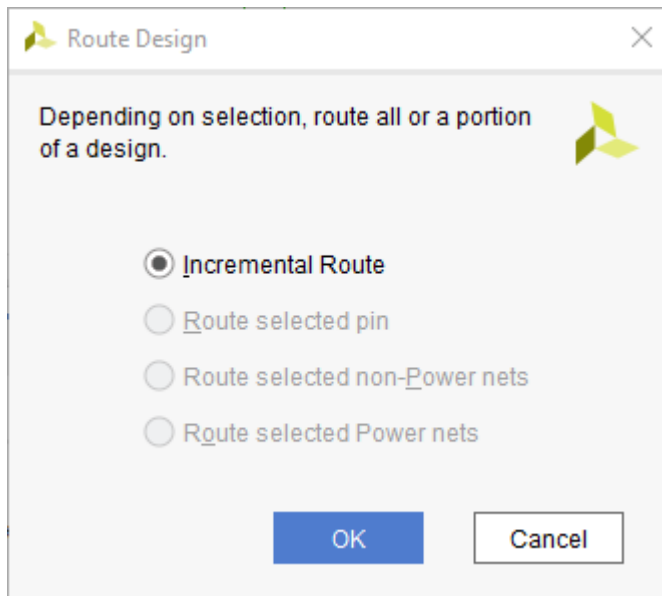 Route Design
Depending on selection, route all or a portion
of a design.
Incremental Route
Route selected pin
Route selected non-Power nets
Route selected Power nets
OK
Cancel